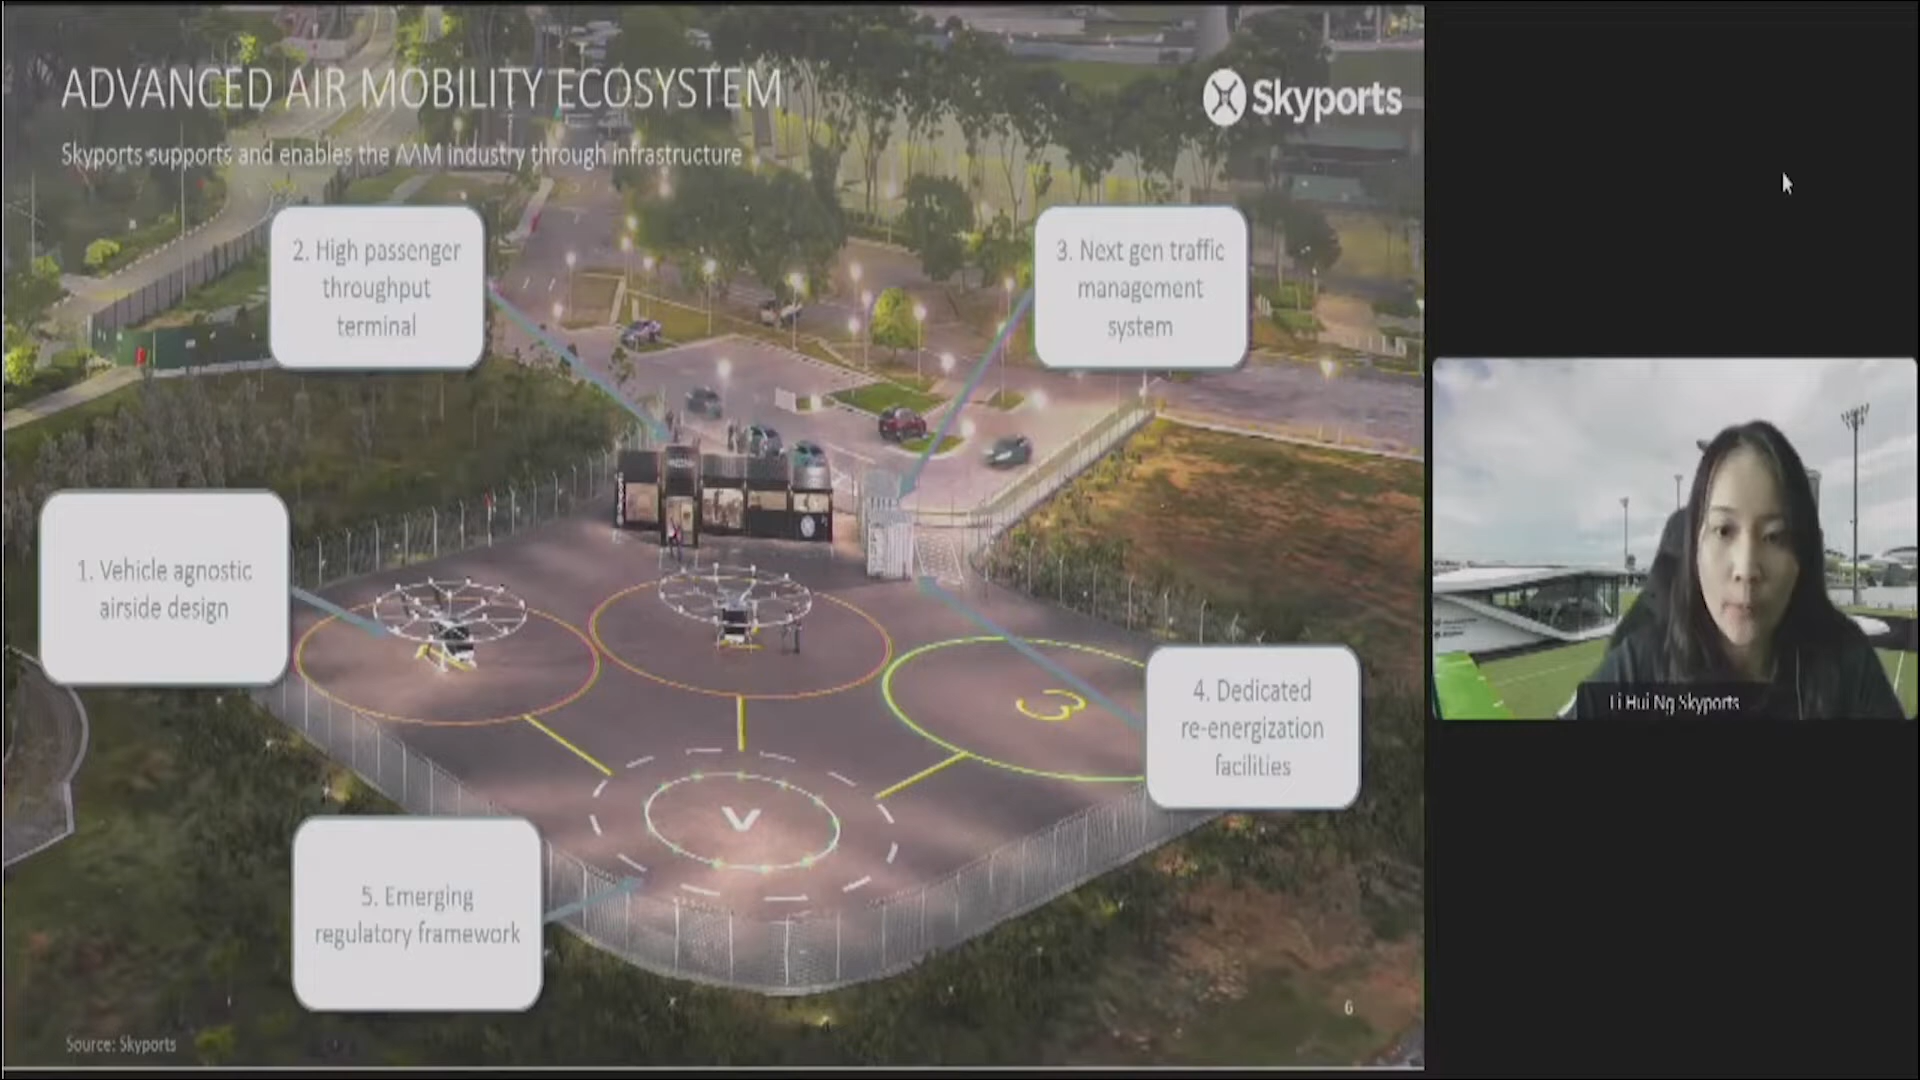 ADVANCED AIR MOBILITY ECOSYSTEM
Skyports
Skyports supports and enables the AAM industry through infrastructure
2. High passenger
throughput
terminal
3. Next gen traffic
management
system
1. Vehicle agnostic
airside design
3
4. Dedicated
re-energization
facilities
V
5. Emerging
regulatory framework
6
Source: Skyports
Li Hui Ng Skyports